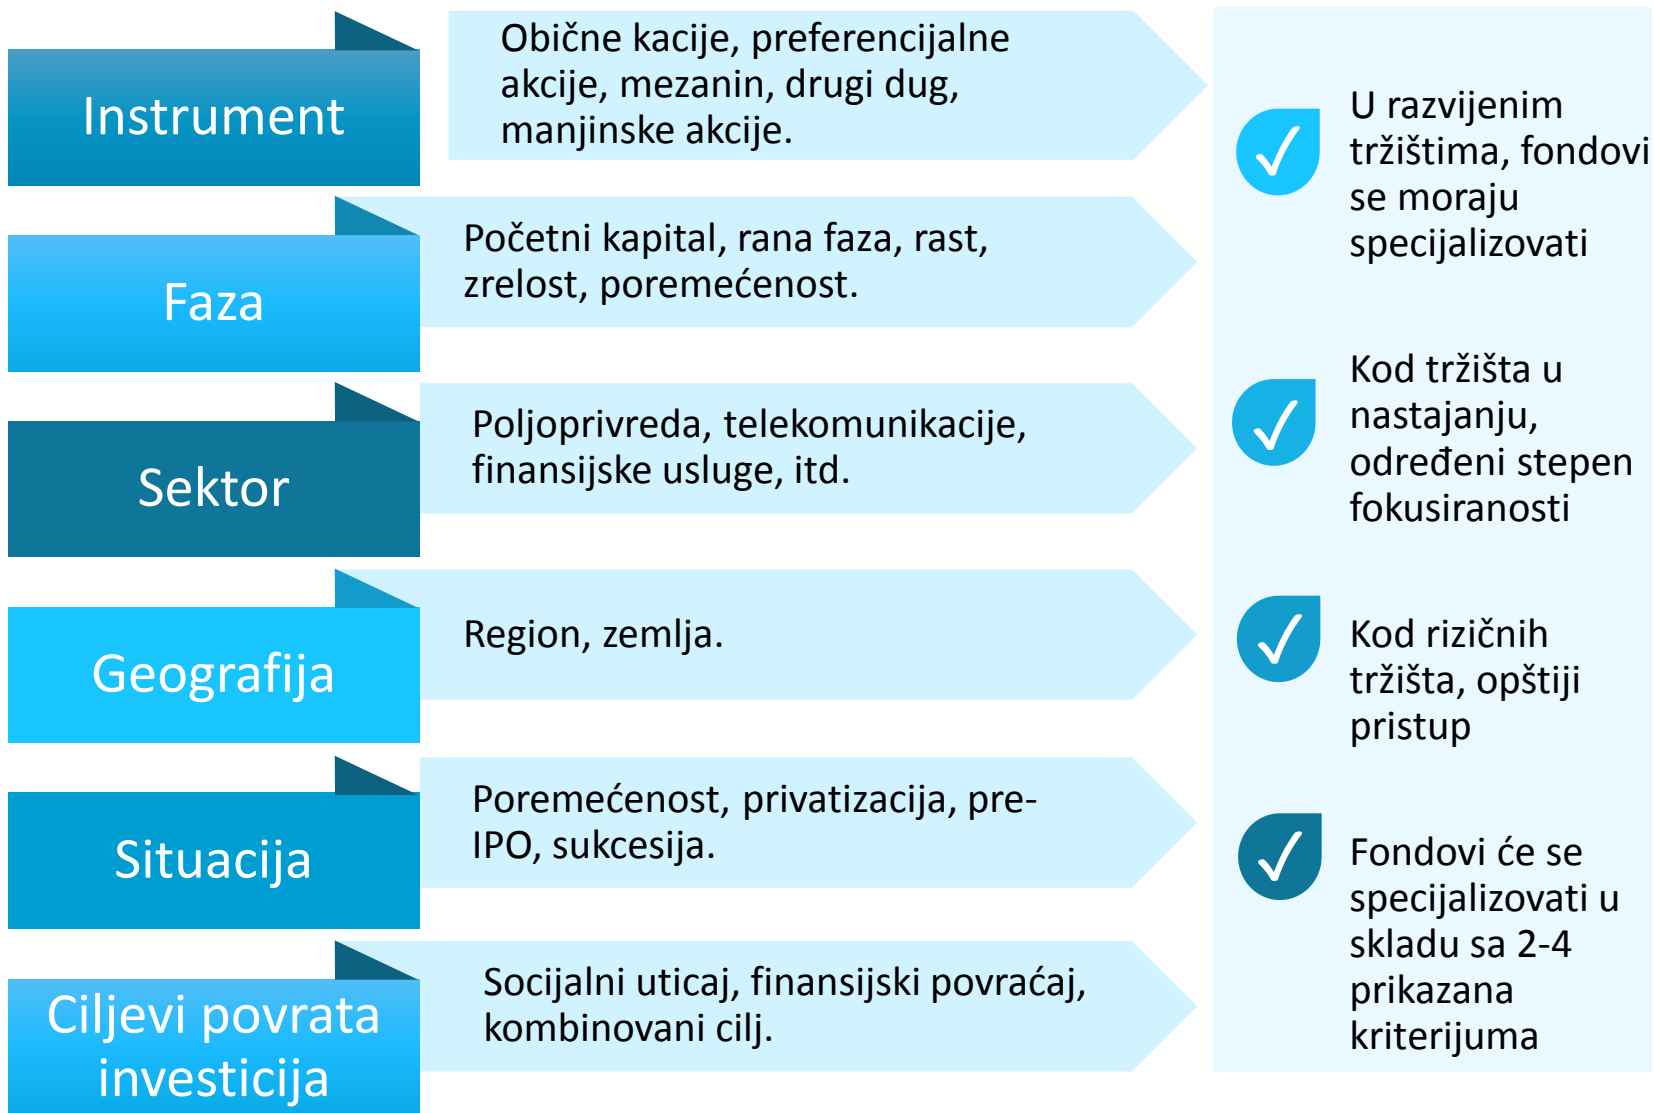 Instrument
Obične kacije, preferencijalne
akcije, mezanin, drugi dug,
manjinske akcije.
Faza
Početni kapital, rana faza, rast,
zrelost, poremećenost.
Sektor
Poljoprivreda, telekomunikacije,
finansijske usluge, itd.
Geografija
Region, zemlja.
Situacija
Poremećenost, privatizacija, pre-
IPO, sukcesija.
Ciljevi povrata
investicija
Socijalni uticaj, finansijski povraćaj,
kombinovani cilj.
U razvijenim
tržištima, fondovi
se moraju
specijalizovati
Kod tržišta u
nastajanju,
određeni stepen
fokusiranosti
Kod rizičnih
tržišta, opštiji
pristup
Fondovi će se
specijalizovati u
skladu sa 2-4
prikazana
kriterijuma